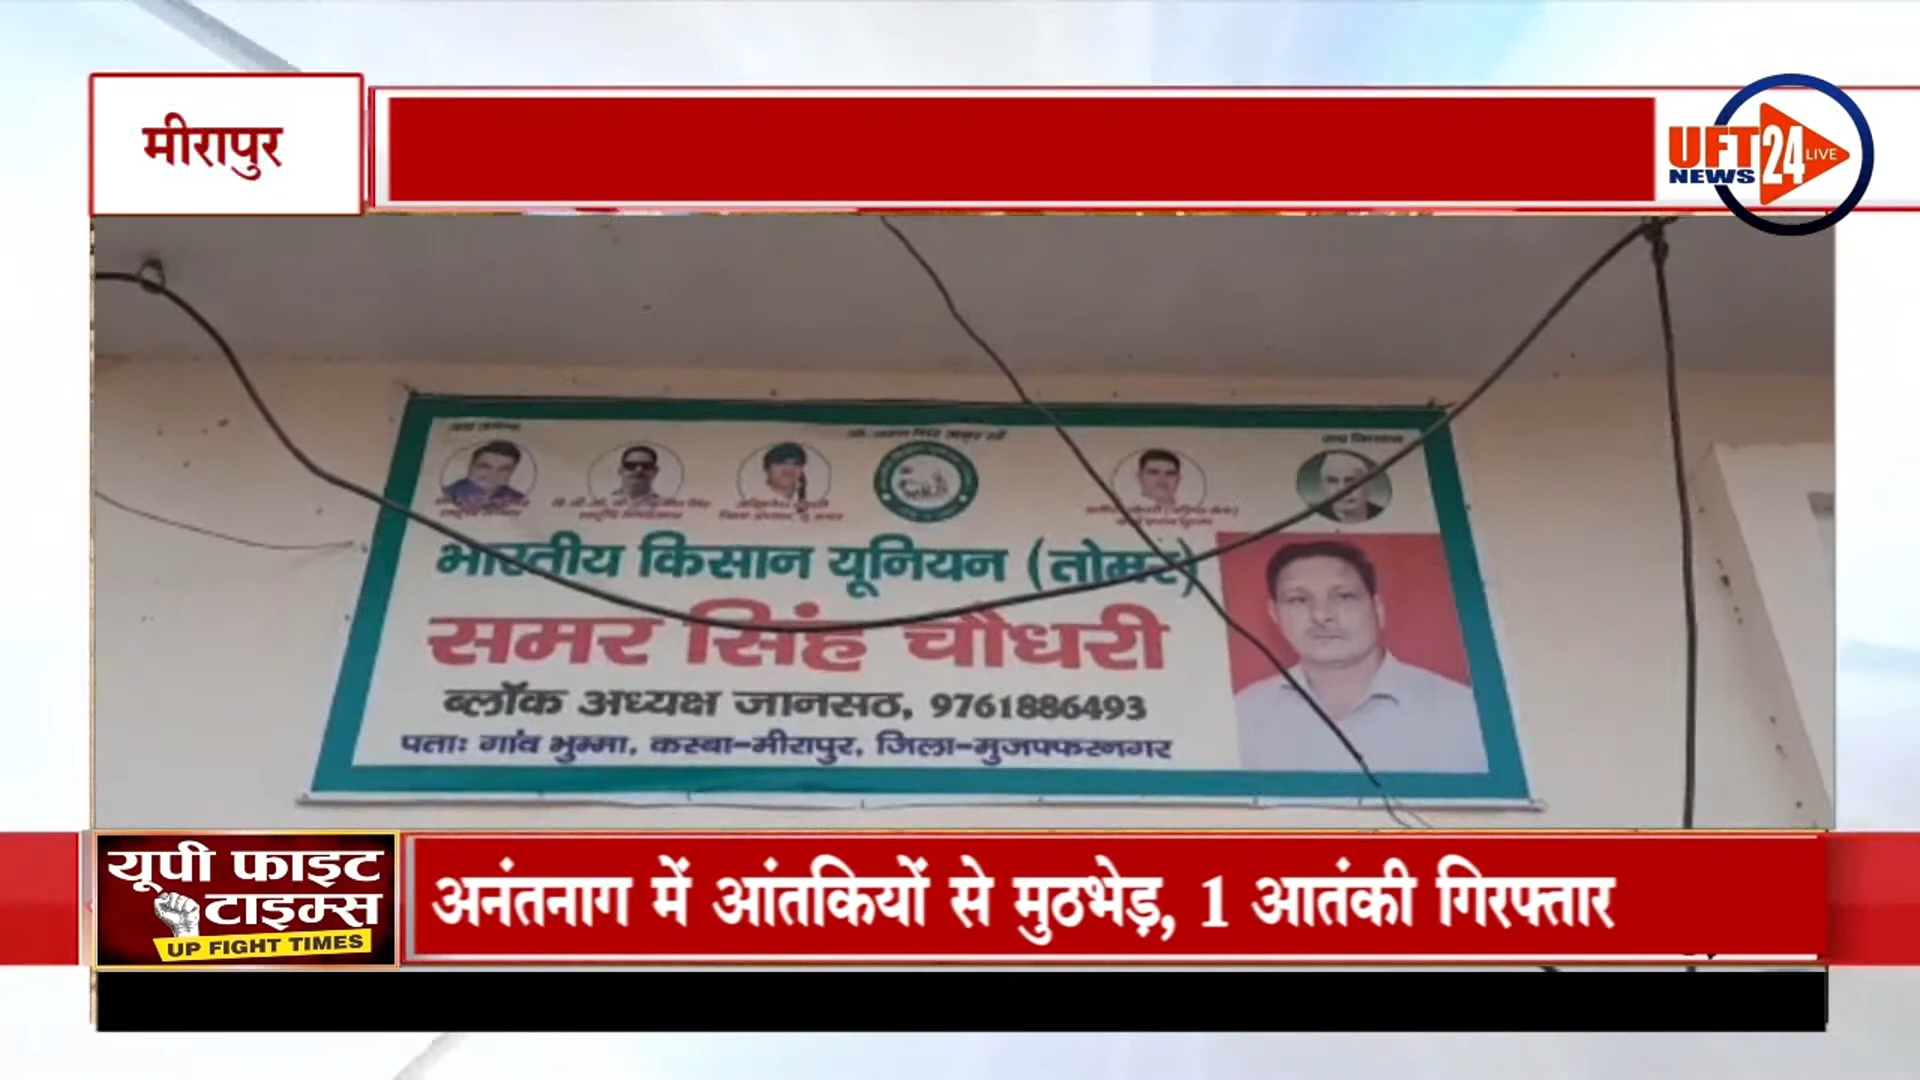 मीरापुर
UFT 24 LIVE
NEWS
भारतीय किसान यूनियन (तोमर)
समर सिंह चौधरी
ब्लॉक अध्यक्ष जानसठ, 9761886493
पताः गांव भुम्मा, कस्बा-मीरापुर, जिला-मुजफ्फरनगर
यूपी फाइट
टाइम्स
UP FIGHT TIMES
अनंतनाग में आंतकियों से मुठभेड़, 1 आतंकी गिरफ्तार